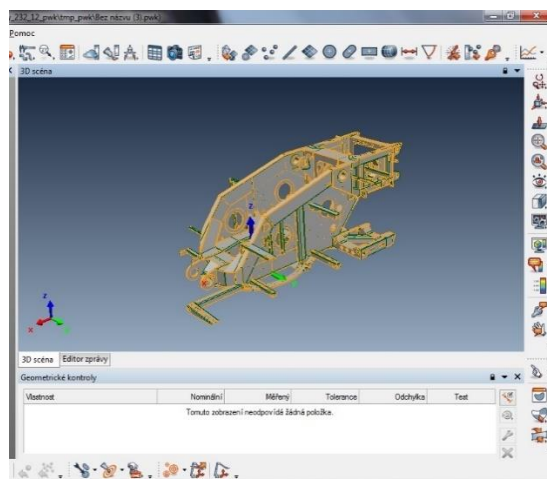 _232_12_pwk\tmp_pwk\Bez názvu (3).pwk)
Pomoc
3D scéna
z
z
x
3D scéna Editor zprávy
Geometrické kontroly
Vlastnost Nominální Měřený Tolerance Odchylka Test
Tomuto zobrazení neodpovídá žádná položka.